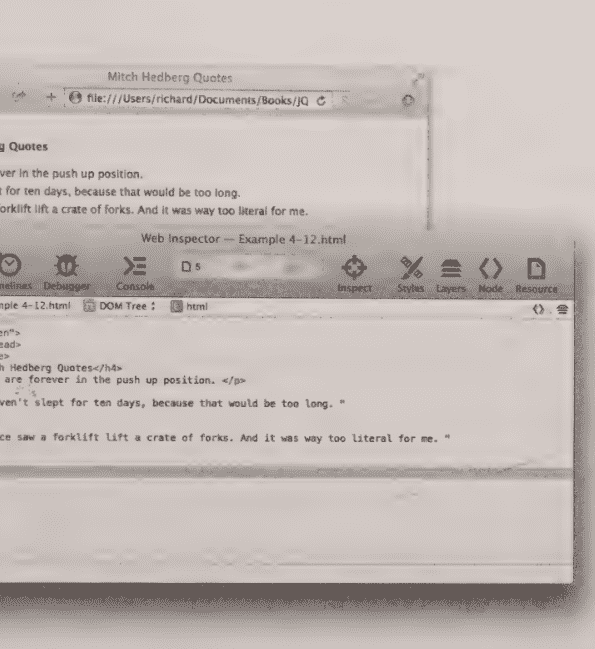 Mitch Hedberg Quotes
file:///Users/richard/Documents/Books/JQ
g Quotes
ver in the push up position.
t for ten days, because that would be too long.
orklift lift a crate of forks. And it was way too literal for me.
Web Inspector — Example 4-12.html
5
melines Debugger Console Inspect Styles Layers Node Resource
mple 4-12.html DOM Tree html
en">
ead>
e>
h Hedberg Quotes</h4>
are forever in the push up position. </p>
ven't slept for ten days, because that would be too long. "
ce saw a forklift lift a crate of forks. And it was way too literal for me. "